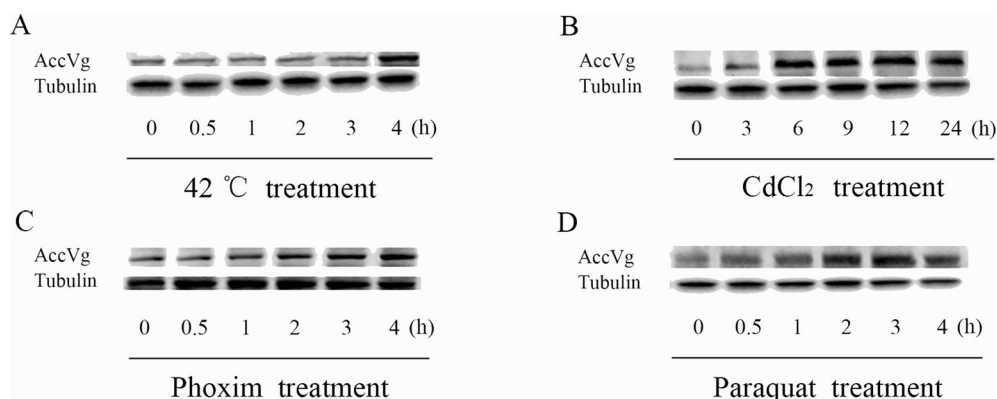 A
AccVg
Tubulin
0 0.5 1 2 3 4 (h)
42 ℃ treatment
B
AccVg
Tubulin
0 3 6 9 12 24 (h)
CdCl2 treatment
C
AccVg
Tubulin
0 0.5 1 2 3 4 (h)
Phoxim treatment
D
AccVg
Tubulin
0 0.5 1 2 3 4 (h)
Paraquat treatment